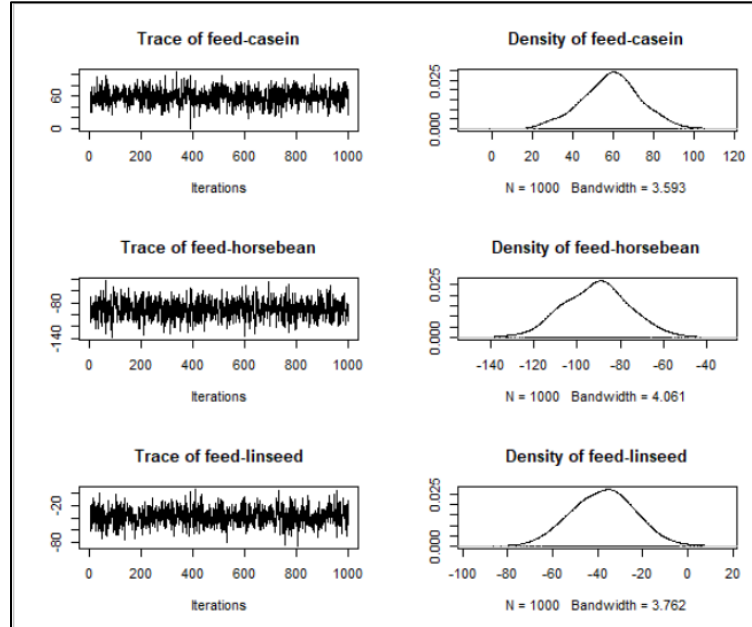 Trace of feed-casein
60
0
0 200 400 600 800 1000
Iterations
Density of feed-casein
0.025
0.000
0 20 40 60 80 100 120
N = 1000 Bandwidth = 3.593
Trace of feed-horsebean
-80
-140
0 200 400 600 800 1000
Iterations
Density of feed-horsebean
0.025
0.000
-140 -120 -100 -80 -60 -40
N = 1000 Bandwidth = 4.061
Trace of feed-linseed
-20
-80
0 200 400 600 800 1000
Iterations
Density of feed-linseed
0.025
0.000
-100 -80 -60 -40 -20 0 20
N = 1000 Bandwidth = 3.762